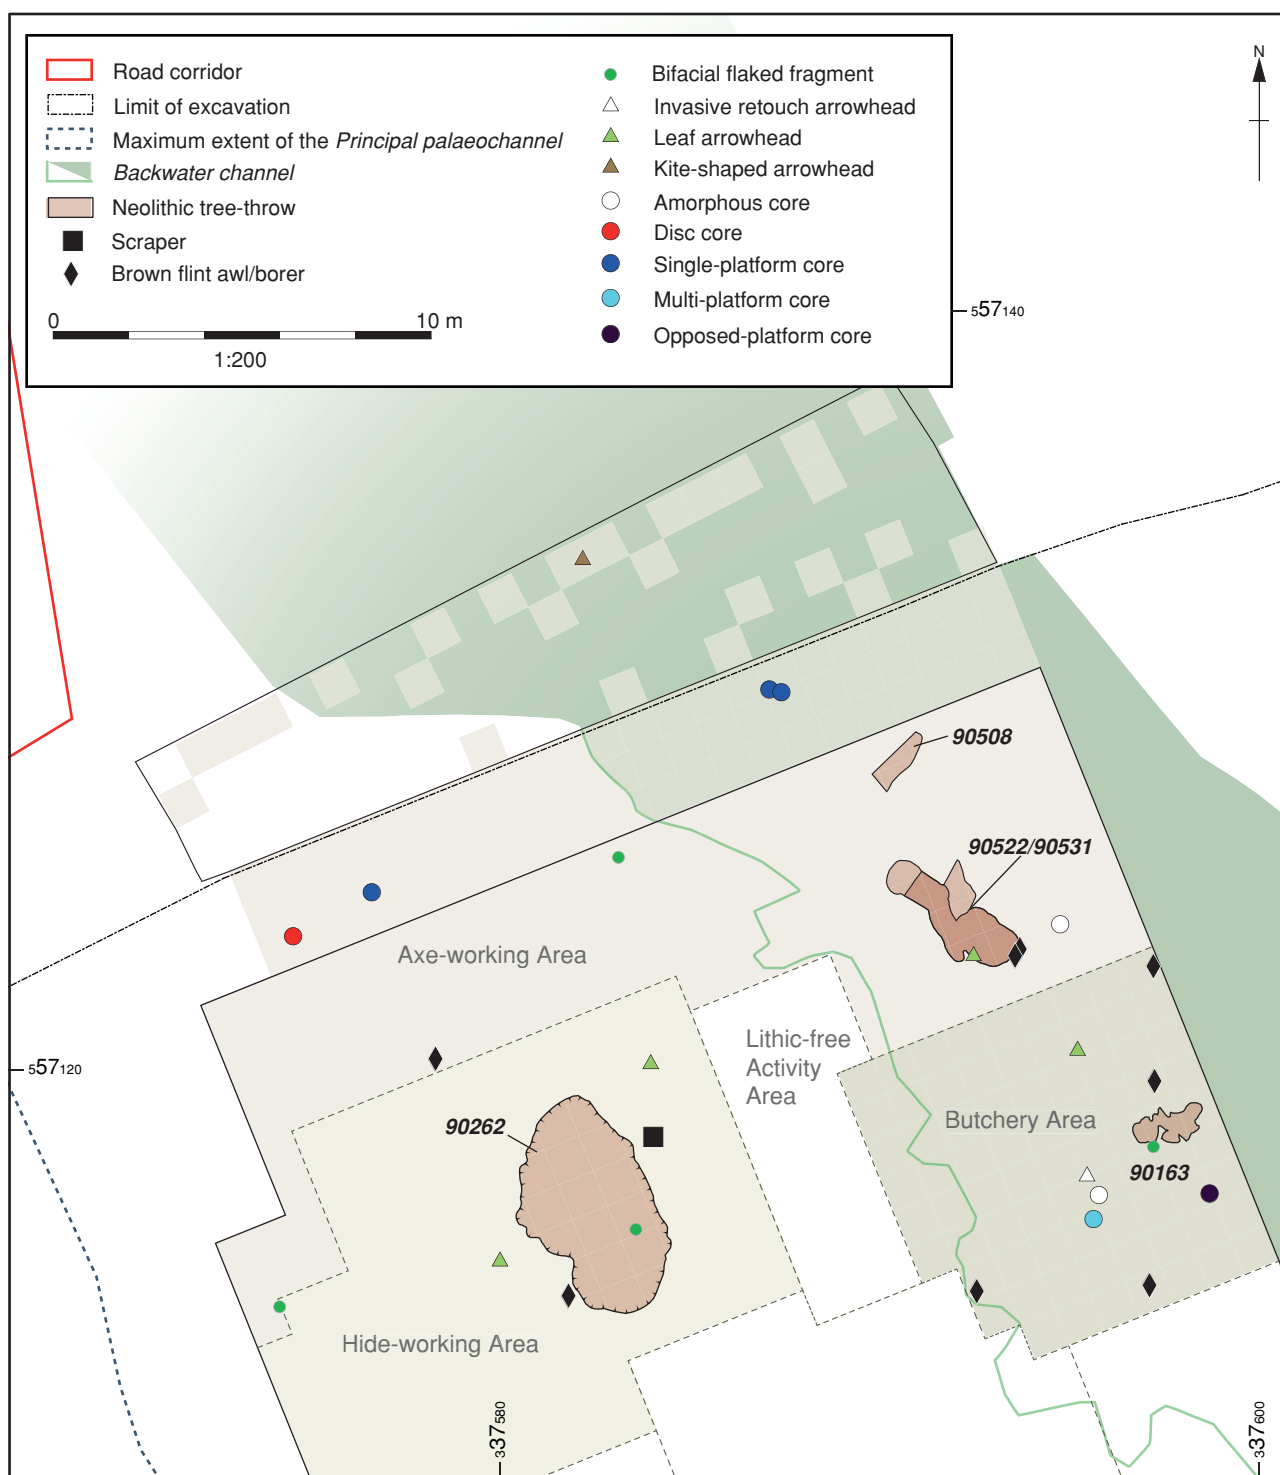 Road corridor
Limit of excavation
Maximum extent of the Principal palaeochannel
Backwater channel
Neolithic tree-throw
Scraper
Brown flint awl/borer
0 10 m
1:200
Bifacial flaked fragment
Invasive retouch arrowhead
Leaf arrowhead
Kite-shaped arrowhead
Amorphous core
Disc core
Single-platform core
Multi-platform core
Opposed-platform core
N
557140
90508
90522/90531
Axe-working Area
Lithic-free
Activity
Area
557120
Butchery Area
90262
90163
Hide-working Area
337580
337600